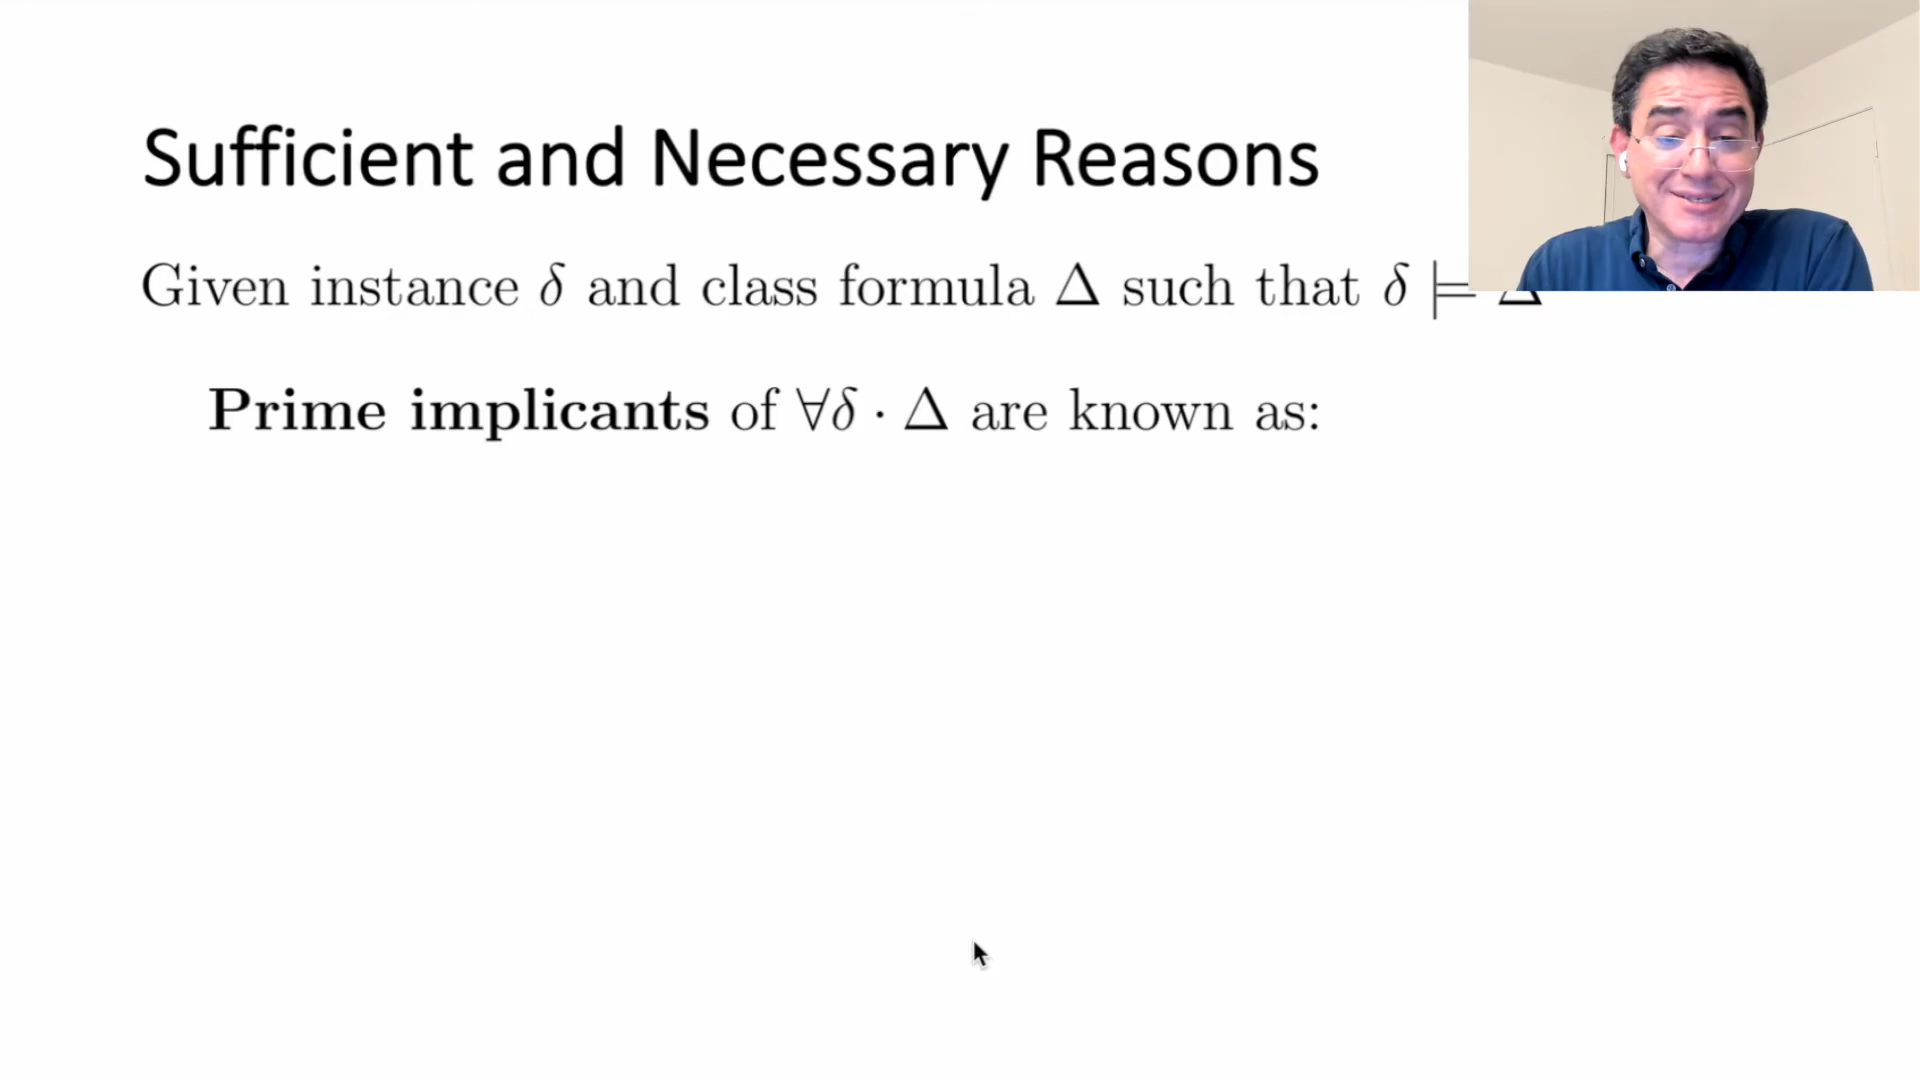 Sufficient and Necessary Reasons
Given instance δ and class formula Δ such that δ ⊨ Δ
Prime implicants of ∀δ · Δ are known as: